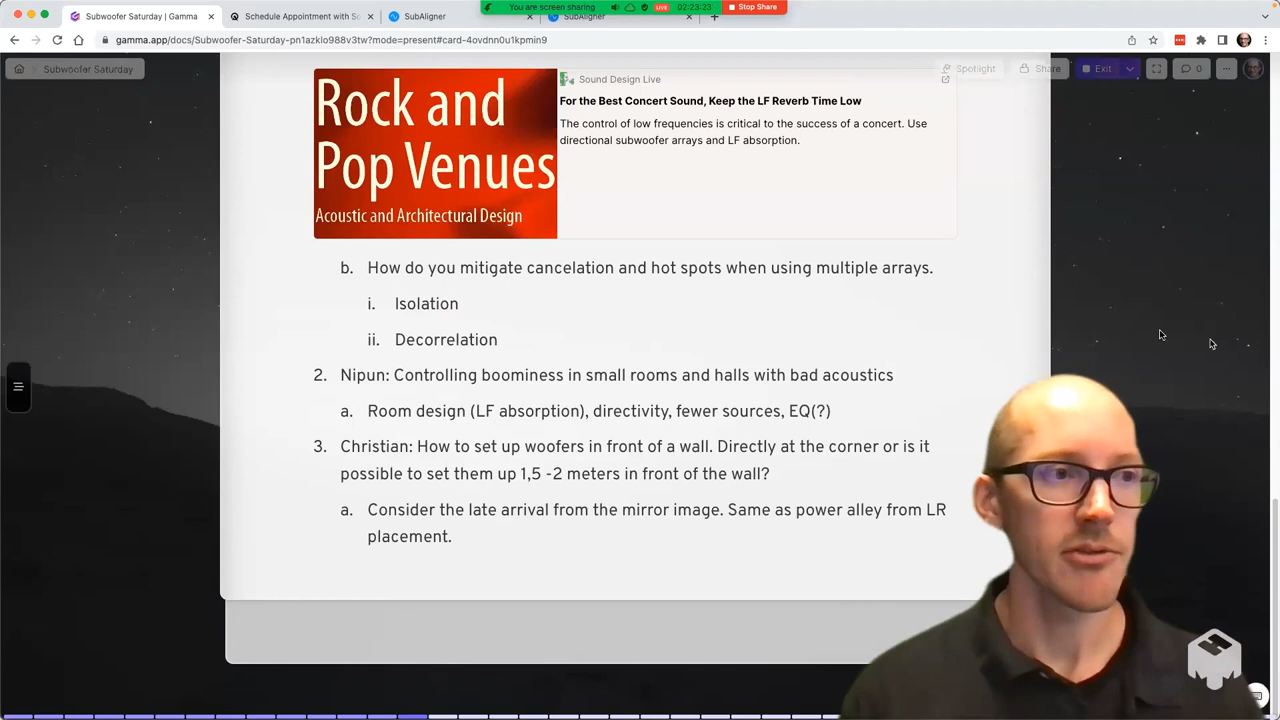 Subwoofer Saturday | Gamma
Schedule Appointment with So
SubAligner
SubAligner
You are screen sharing
LIVE
02:23:23
Stop Share
gamma.app/docs/Subwoofer-Saturday-pn1azklo988v3tw?mode=present#card-4ovdnn0u1kpmin9
Subwoofer Saturday
Spotlight
Share
Exit
0
Rock and
Pop Venues
Acoustic and Architectural Design
Sound Design Live
For the Best Concert Sound, Keep the LF Reverb Time Low
The control of low frequencies is critical to the success of a concert. Use
directional subwoofer arrays and LF absorption.
b. How do you mitigate cancelation and hot spots when using multiple arrays.
i. Isolation
ii. Decorrelation
2. Nipun: Controlling boominess in small rooms and halls with bad acoustics
a. Room design (LF absorption), directivity, fewer sources, EQ(?)
3. Christian: How to set up woofers in front of a wall. Directly at the corner or is it
possible to set them up 1,5 -2 meters in front of the wall?
a. Consider the late arrival from the mirror image. Same as power alley from LR
placement.